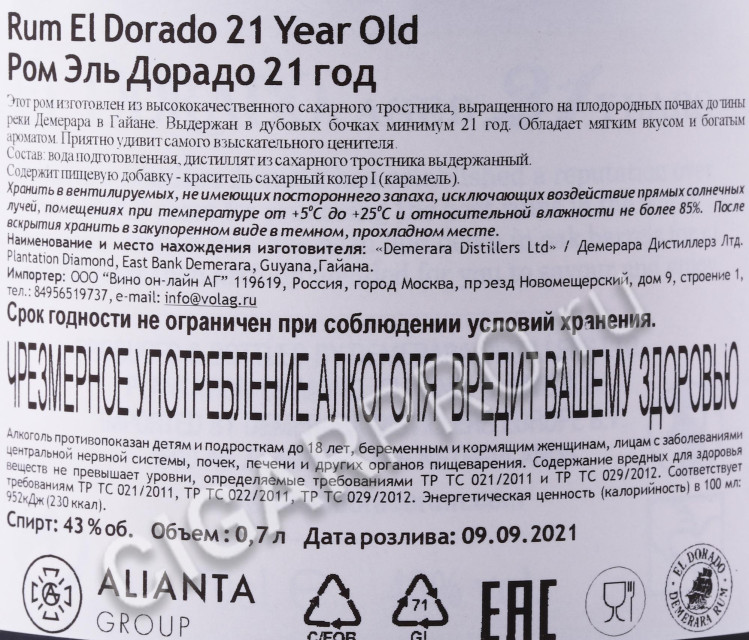 Rum El Dorado 21 Year Old
Ром Эль Дорадо 21 год
Этот ром изготовлен из высококачественного сахарного тростника, выращенного на плодородных почвах долины
реки Демерара в Гайане. Выдержан в дубовых бочках минимум 21 год. Обладает мягким вкусом и богатым
ароматом. Приятно удивит самого взыскательного ценителя.
Состав: вода подготовленная, дистиллят из сахарного тростника выдержанный.
Содержит пищевую добавку - краситель сахарный колер I (карамель).
Хранить в вентилируемых, не имеющих постороннего запаха, исключающих воздействие прямых солнечных
лучей, помещениях при температуре от +5°С до +25°С и относительной влажности не более 85%. После
вскрытия хранить в закупоренном виде в темном, прохладном месте.
Наименование и место нахождения изготовителя: «Demerara Distillers Ltd» / Демерара Дистиллерз Лтд.
Plantation Diamond, East Bank Demerara, Guyana,Гайана.
Импортер: ООО “Вино он-лайн АГ” 119619, Россия, город Москва, проезд Новомещерский, дом 9, строение 1,
тел.: 84956519737, e-mail: info@volag.ru
Срок годности не ограничен при соблюдении условий хранения.
ЧРЕЗМЕРНОЕ УПОТРЕБЛЕНИЕ АЛКОГОЛЯ ВРЕДИТ ВАШЕМУ ЗДОРОВЬЮ
Алкоголь противопоказан детям и подросткам до 18 лет, беременным и кормящим женщинам, лицам с заболеваниями
центральной нервной системы, почек, печени и других органов пищеварения. Содержание вредных для здоровья
веществ не превышает уровни, определяемые требованиями ТР ТС 021/2011 и ТР ТС 029/2012. Соответствует
требованиям ТР ТС 021/2011, ТР ТС 022/2011, ТР ТС 029/2012. Энергетическая ценность (калорийность) в 100 мл:
952кДж (230 ккал).
Спирт: 43 % об. Объем : 0,7 л Дата розлива: 09.09.2021
ALIANTA
GROUP
C/FOR
71
GL
EAC
EL DORADO
DEMERARA RUM
CIGARPRO.ru